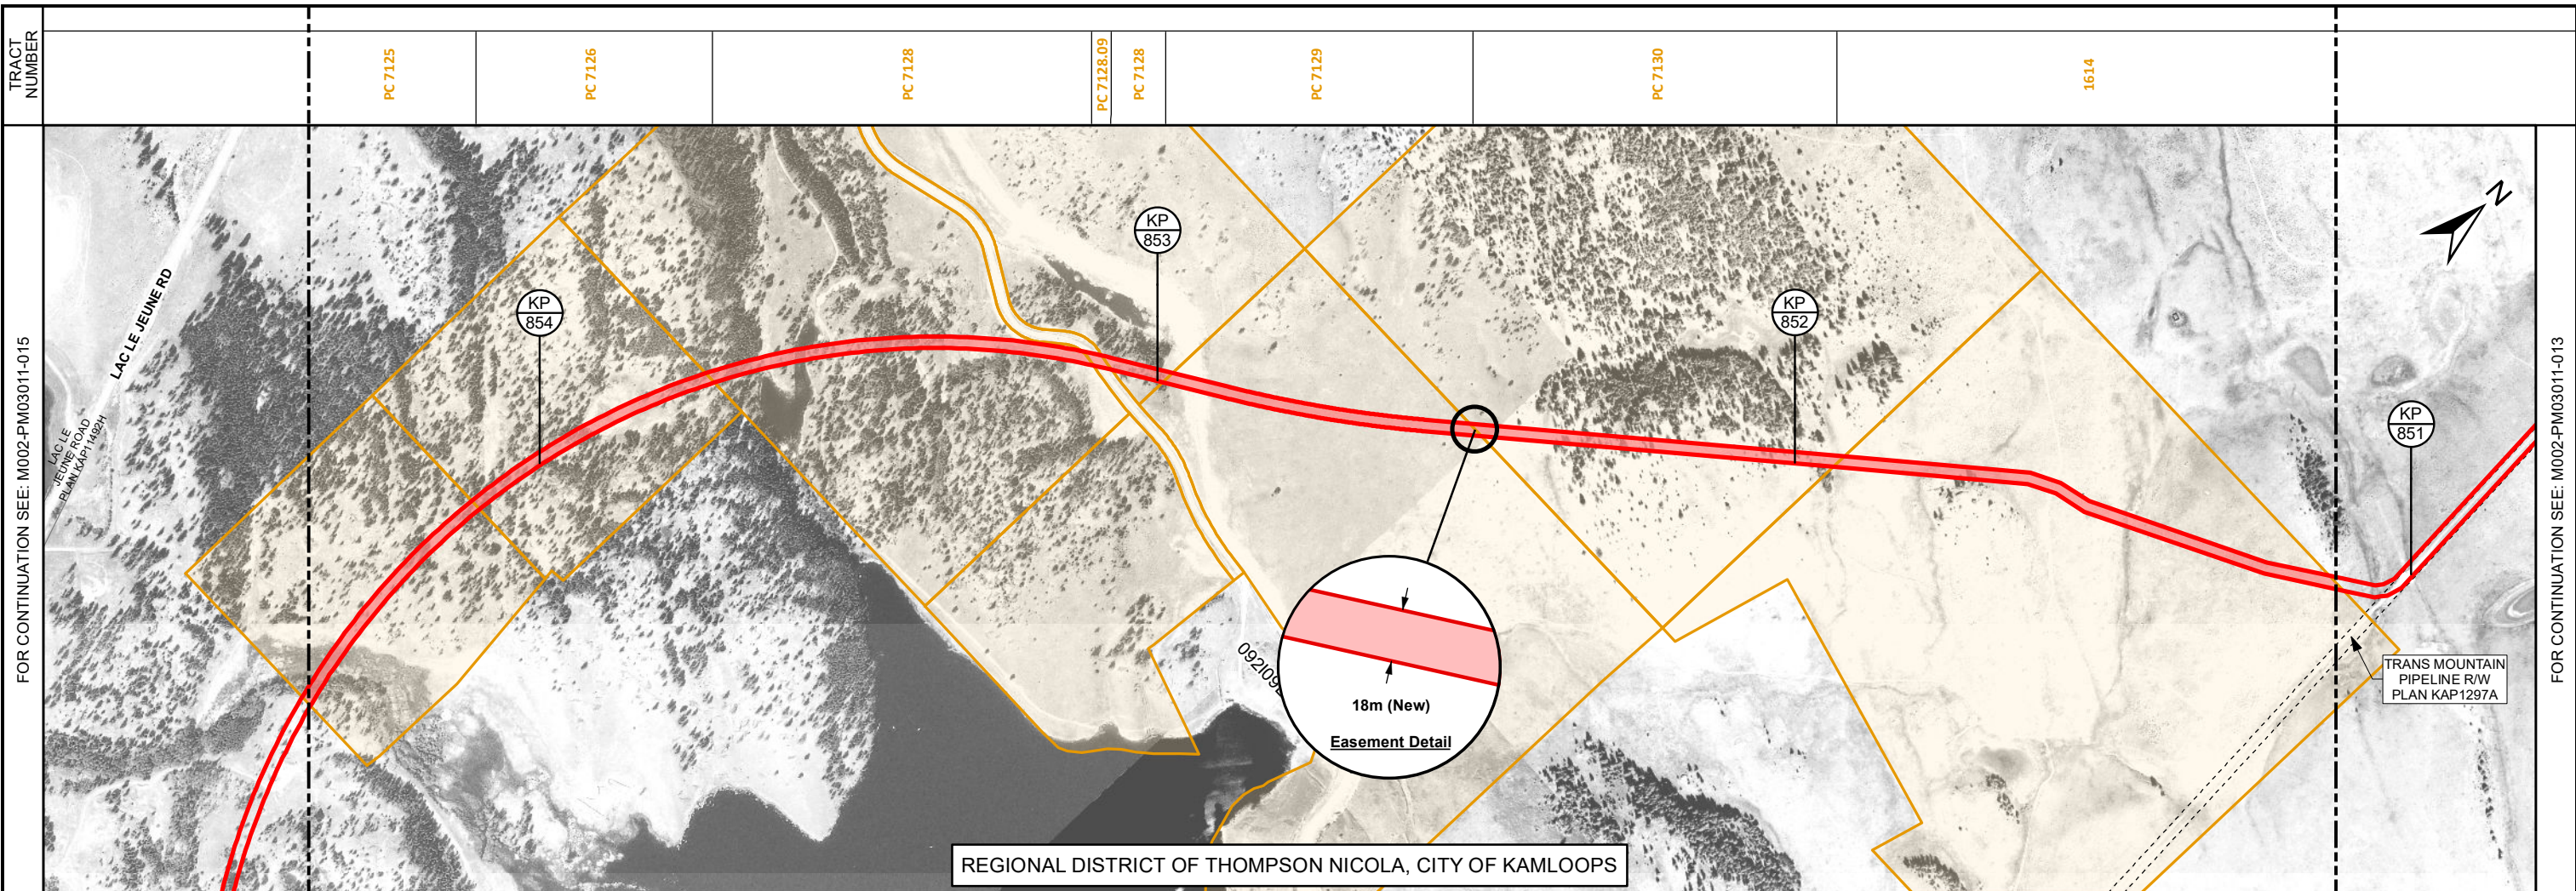 TRACT
NUMBER
PC 7125
PC 7126
PC 7128
PC 7128.09
PC 7128
PC 7129
PC 7130
1614
FOR CONTINUATION SEE: M002-PM03011-015
LAC LE JEUNE RD
LAC LE
JEUNE ROAD
PLAN KAP11492H
KP
854
KP
853
KP
852
KP
851
N
092I09
18m (New)
Easement Detail
TRANS MOUNTAIN
PIPELINE R/W
PLAN KAP1297A
REGIONAL DISTRICT OF THOMPSON NICOLA, CITY OF KAMLOOPS
FOR CONTINUATION SEE: M002-PM03011-013